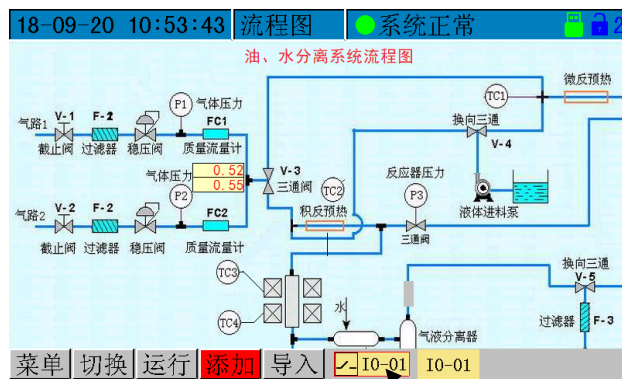 18-09-20 10:53:43 流程图 系统正常 2
油、水分离系统流程图
微反预热
TC1
P1 气体压力
换向三通
V-1 F-2 FC1
气路1
V-4
截止阀 过滤器 稳压阀 质量流量计
气体压力 0.52
0.55
V-3
三通阀
反应器压力
TC2
P2
P3
液体进料泵
V-2 F-2 FC2
积反预热
气路2
三通阀
截止阀 过滤器 稳压阀 质量流量计
换向三通
V-5
TC3
水
TC4
过滤器 F-3
气液分离器
菜单 切换 运行 添加 导入 IO-01 IO-01